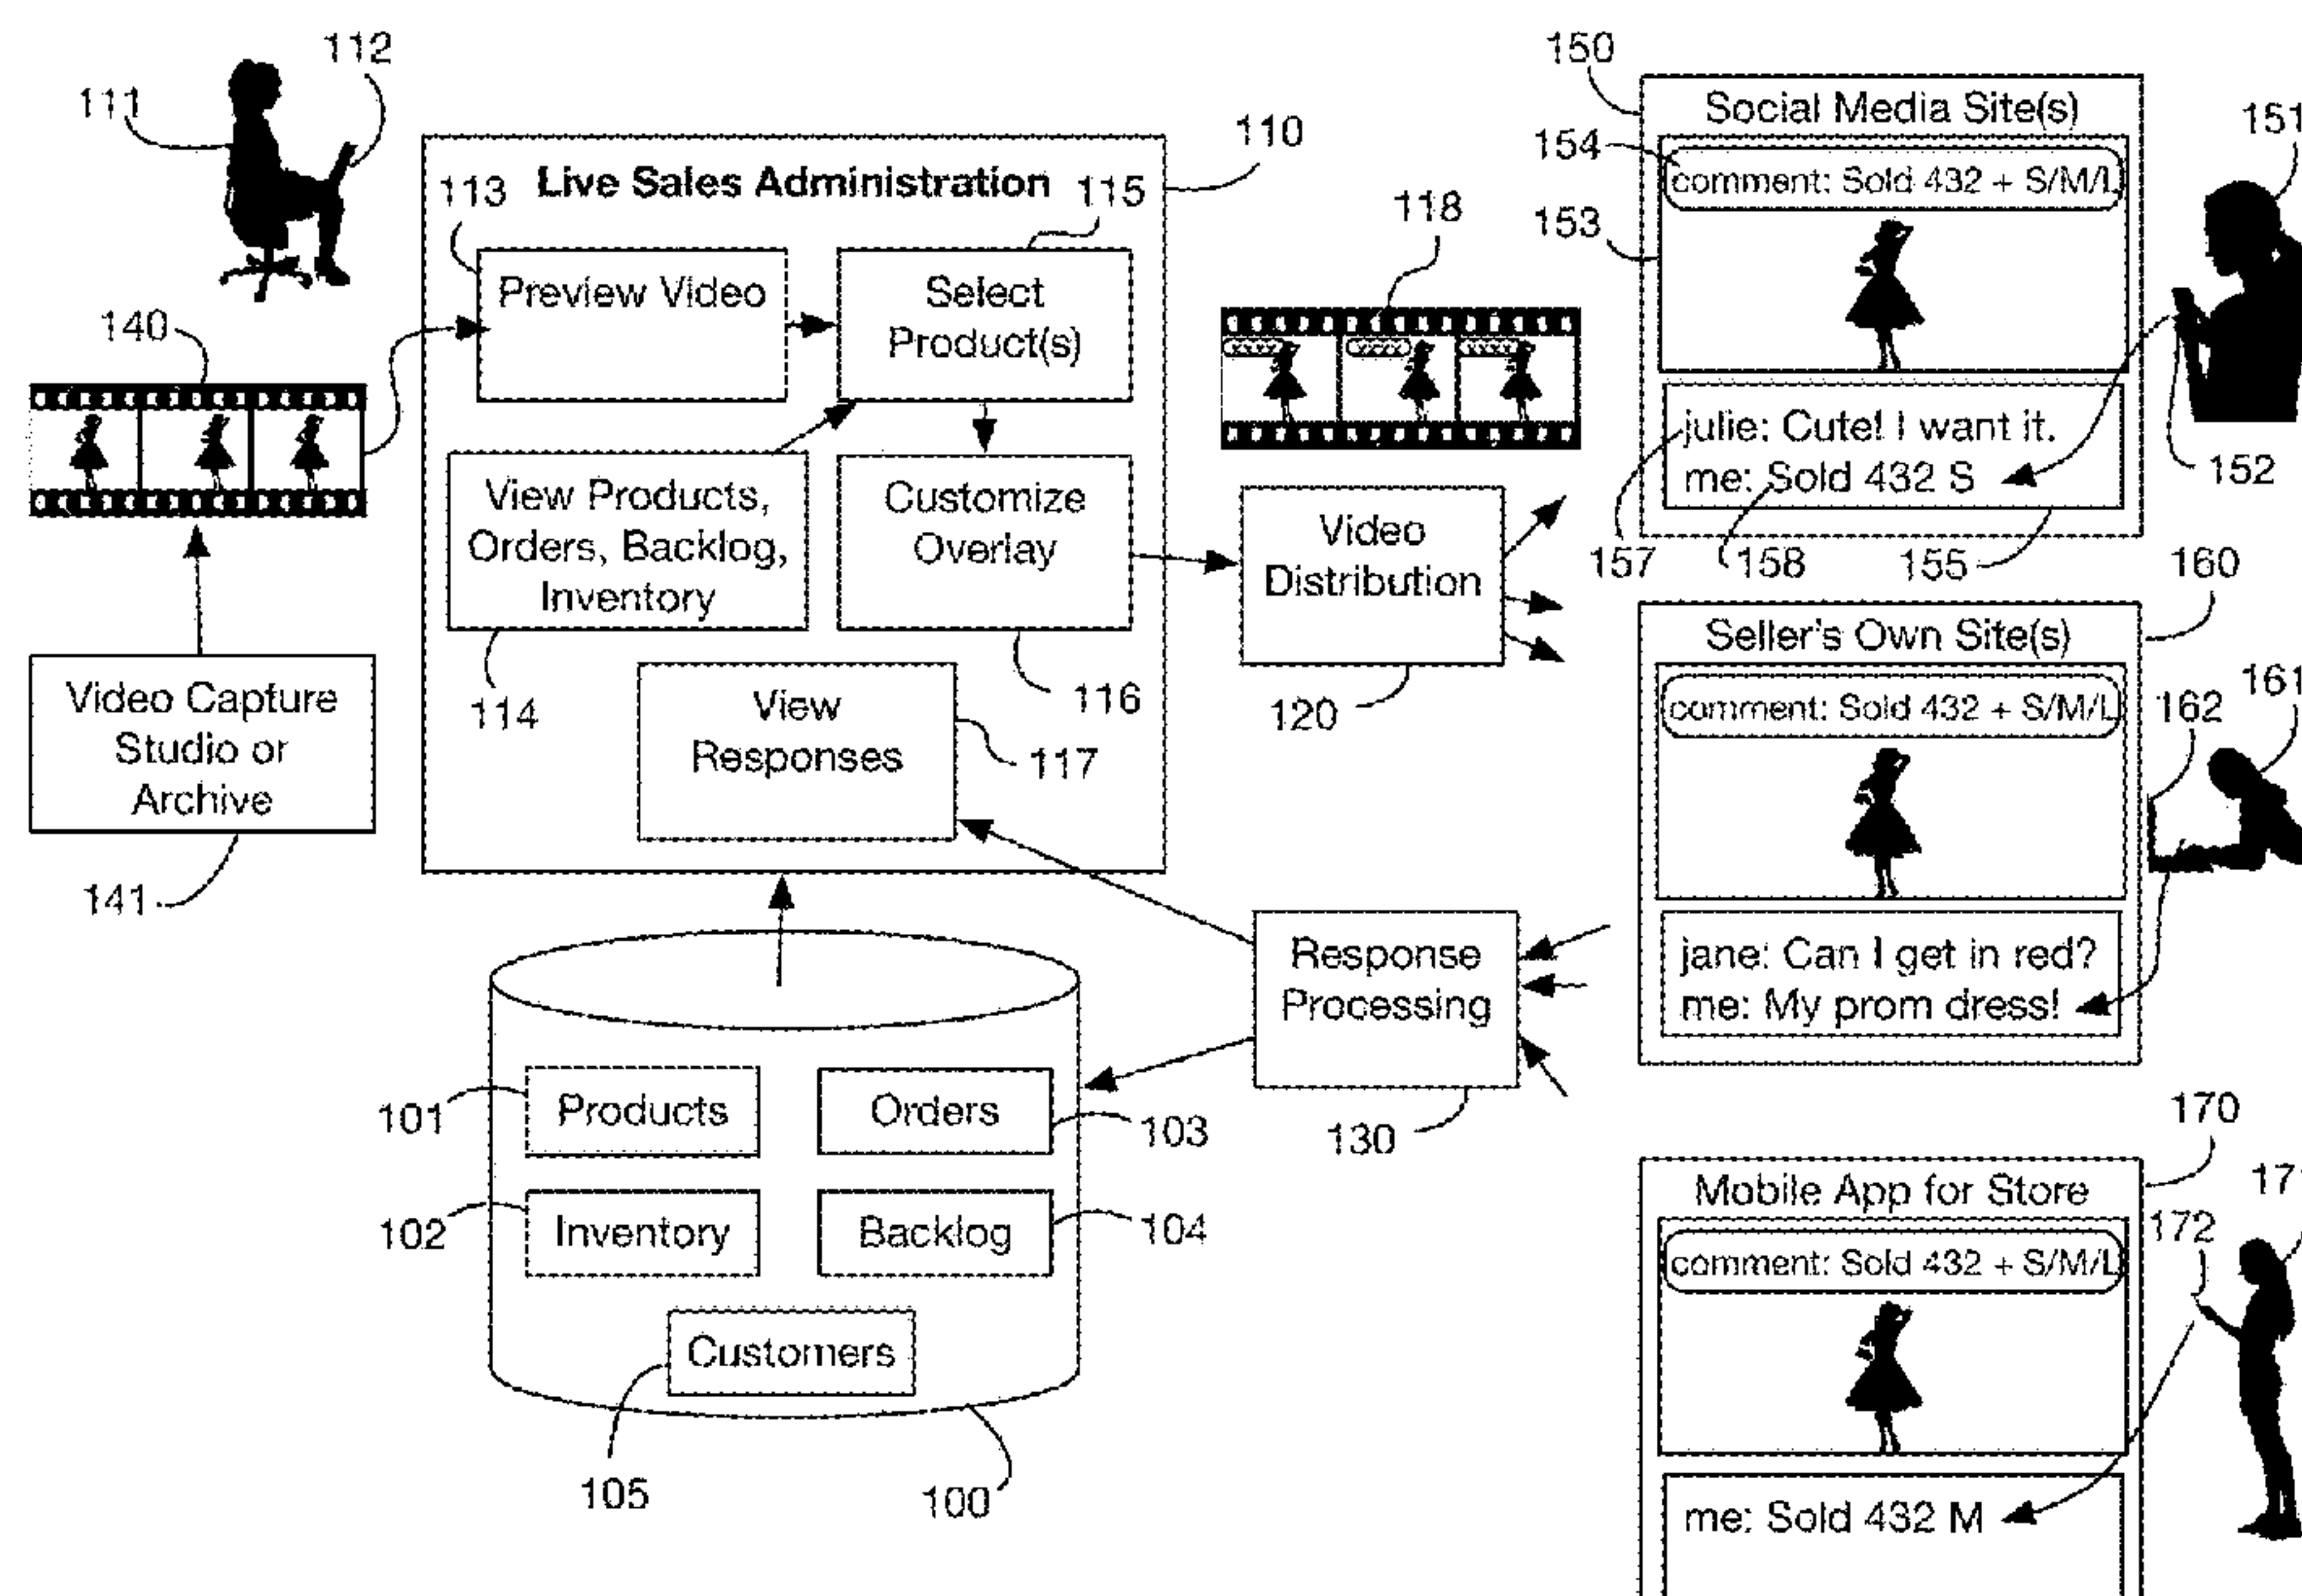 111
112
140
Video Capture
Studio or
Archive
141
110
Live Sales Administration
113
115
Preview Video
Select
Product(s)
View Products,
Orders, Backlog,
Inventory
Customize
Overlay
114
116
View
Responses
117
118
Video
Distribution
120
Response
Processing
130
Products
Orders
101
103
Inventory
Backlog
102
104
Customers
105
100
150
Social Media Site(s)
151
154
comment: Sold 432 + S/M/L
153
julie: Cute! I want it.
me: Sold 432 S
152
157
158
155
160
Seller's Own Site(s)
161
162
comment: Sold 432 + S/M/L
jane: Can I get in red?
me: My prom dress!
170
Mobile App for Store
172
comment: Sold 432 + S/M/L
me: Sold 432 M